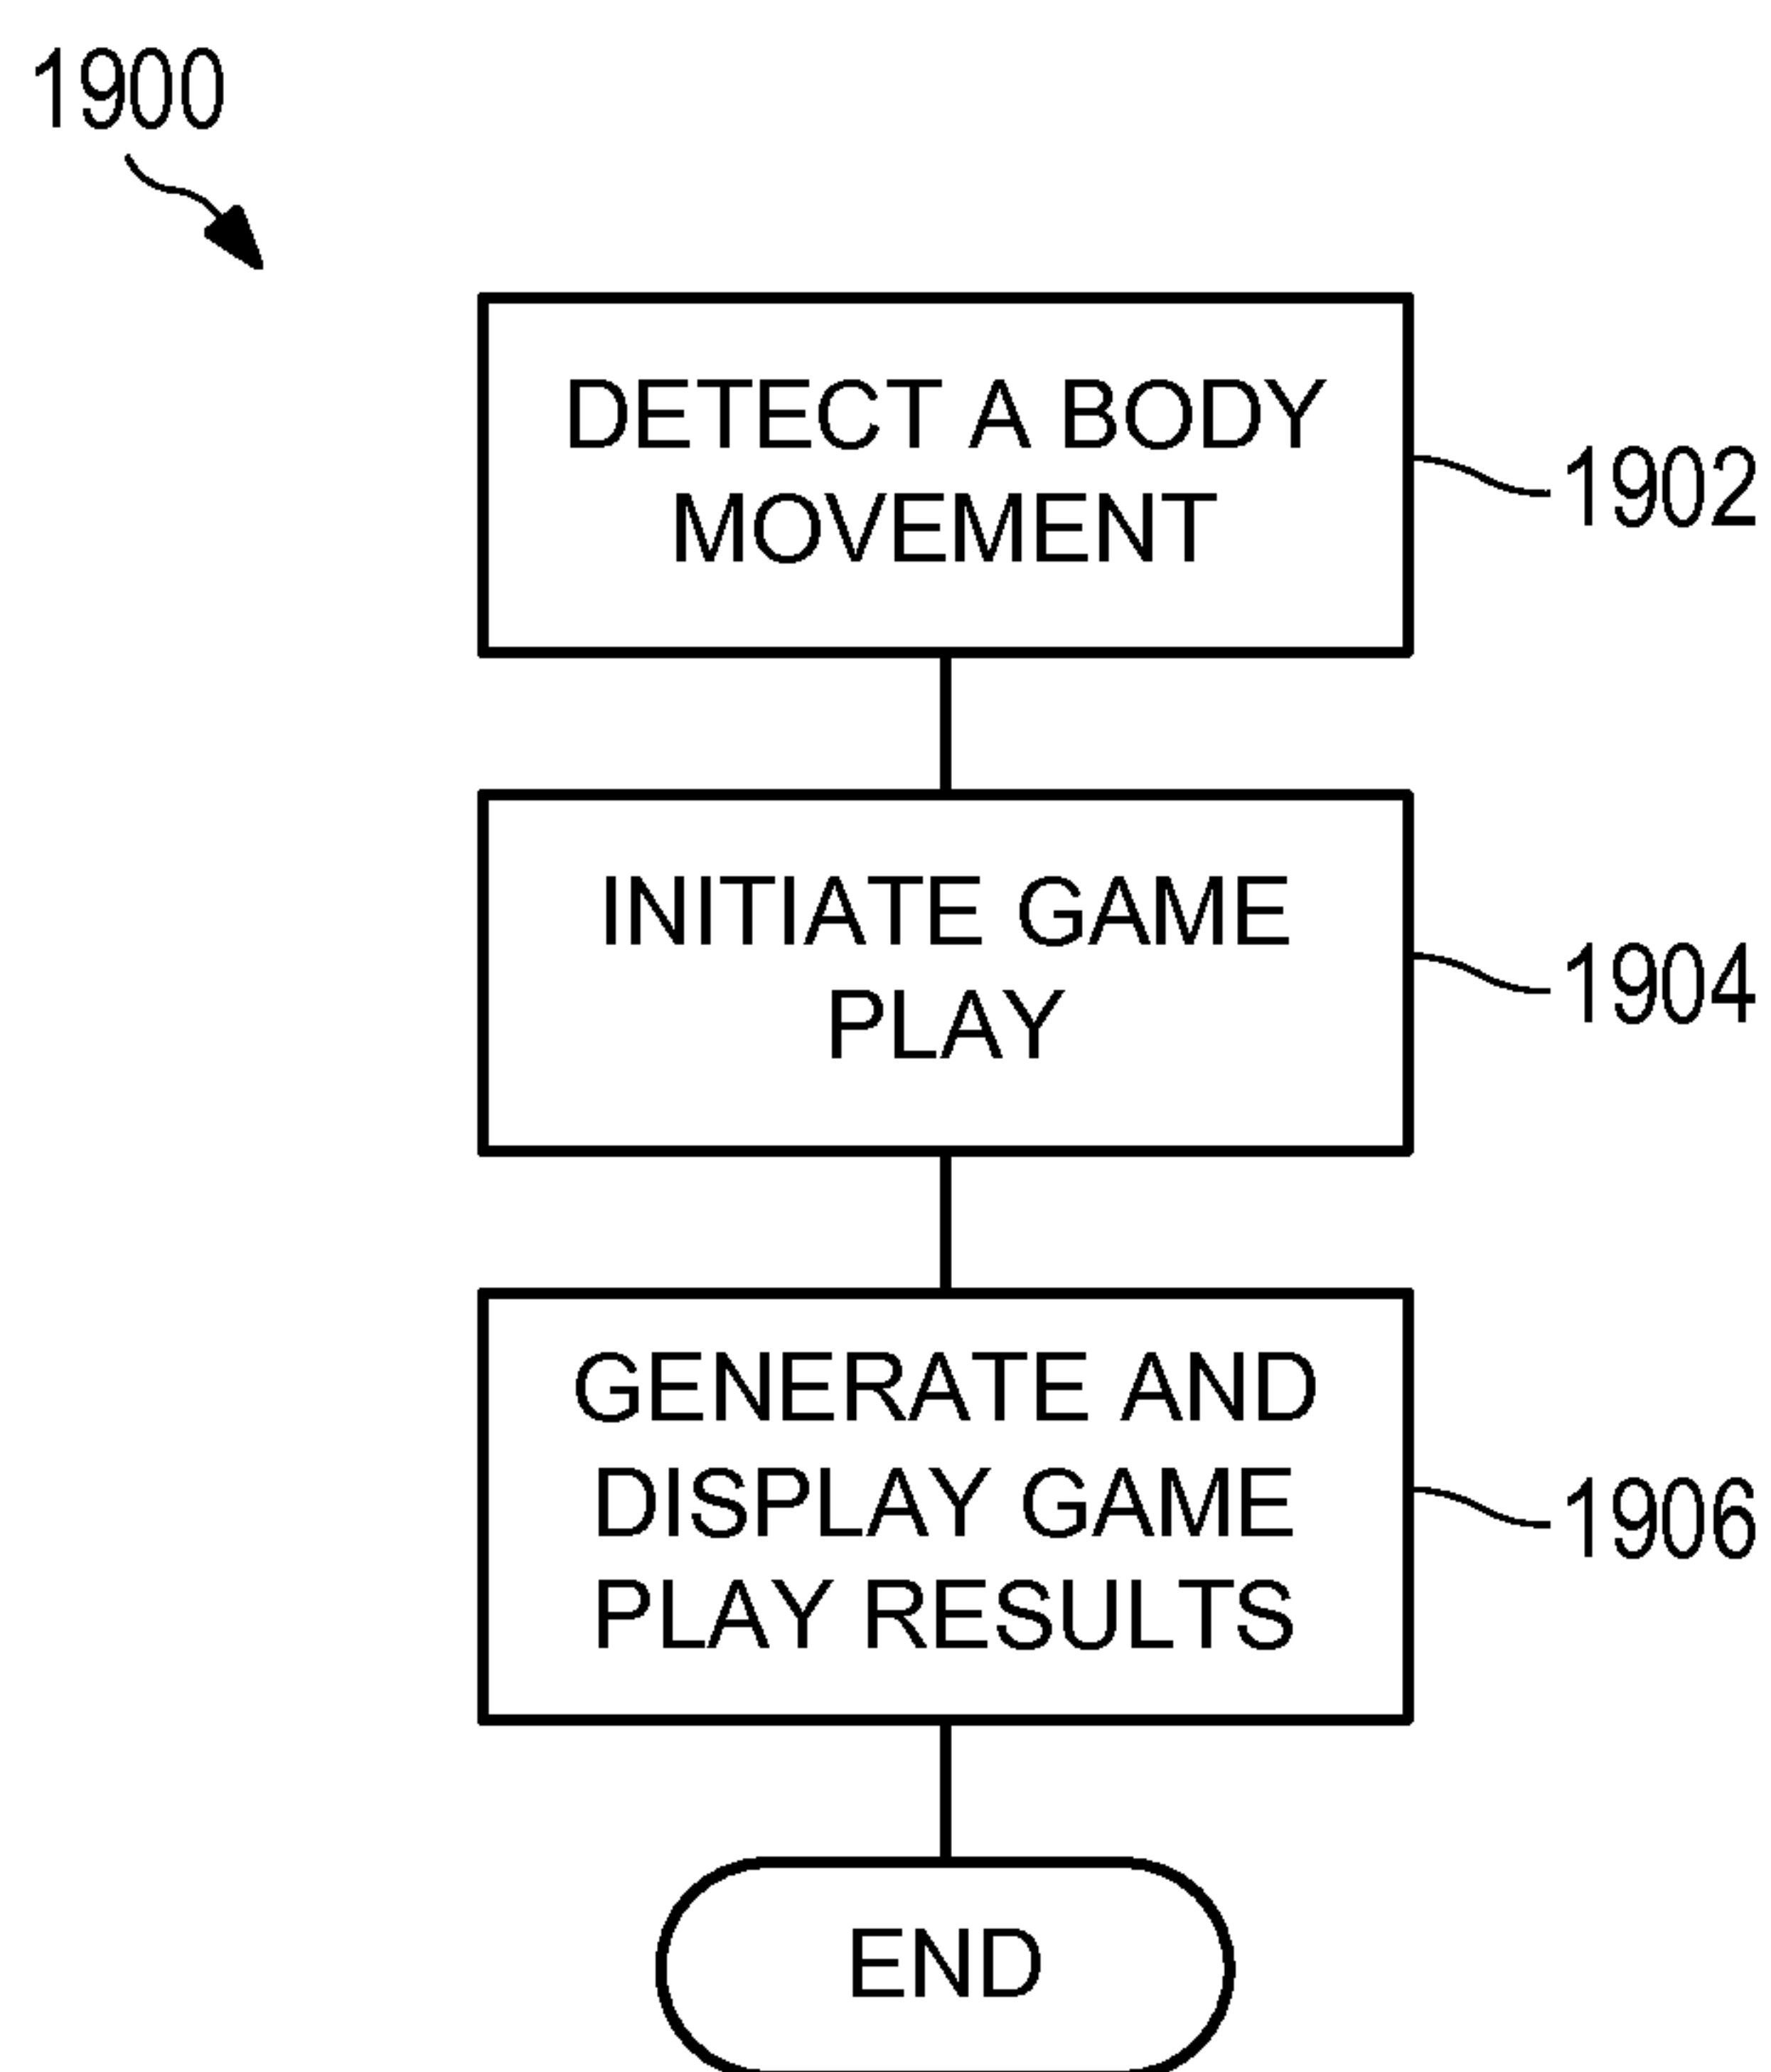 1900
DETECT A BODY
MOVEMENT
1902
INITIATE GAME
PLAY
1904
GENERATE AND
DISPLAY GAME
PLAY RESULTS
1906
END